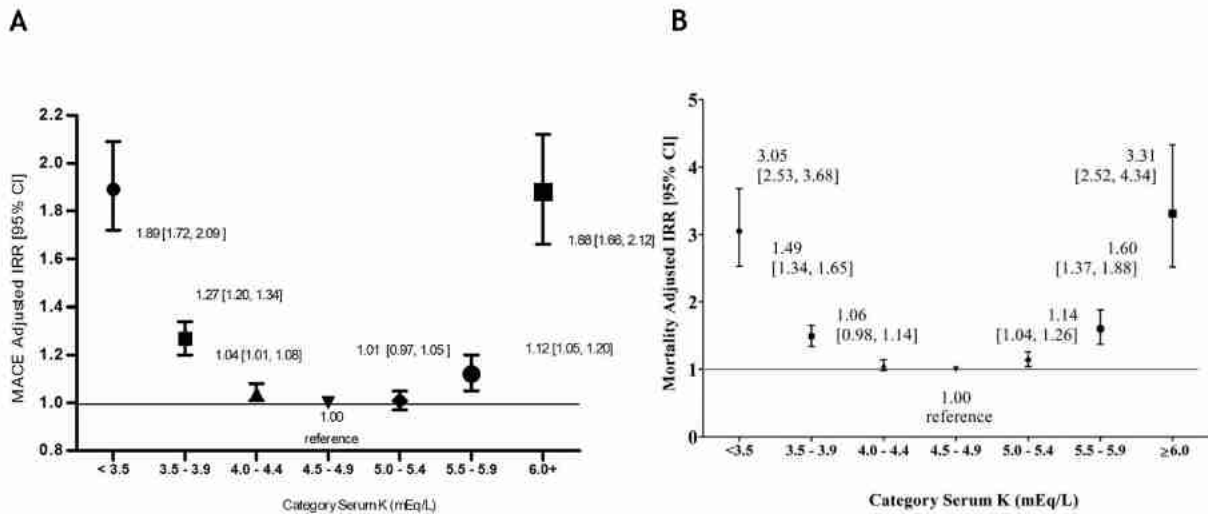 A
MACE Adjusted IRR [95% CI]
2.2
2.0
1.8
1.6
1.4
1.2
1.0
0.8
1.89 [1.72, 2.09 ]
1.27 [1.20, 1.34]
1.04 [1.01, 1.08]
1.00
reference
1.01 [0.97, 1.05 ]
1.12 [1.05, 1.20]
1.88 [1.66, 2.12]
< 3.5
3.5 - 3.9
4.0 - 4.4
4.5 - 4.9
5.0 - 5.4
5.5 - 5.9
6.0+
Category Serum K (mEq/L)
B
Mortality Adjusted IRR [95% CI]
5
4
3
2
1
0
3.05
[2.53, 3.68]
1.49
[1.34, 1.65]
1.06
[0.98, 1.14]
1.00
reference
1.14
[1.04, 1.26]
1.60
[1.37, 1.88]
3.31
[2.52, 4.34]
<3.5
3.5 - 3.9
4.0 - 4.4
4.5 - 4.9
5.0 - 5.4
5.5 - 5.9
≥6.0
Category Serum K (mEq/L)